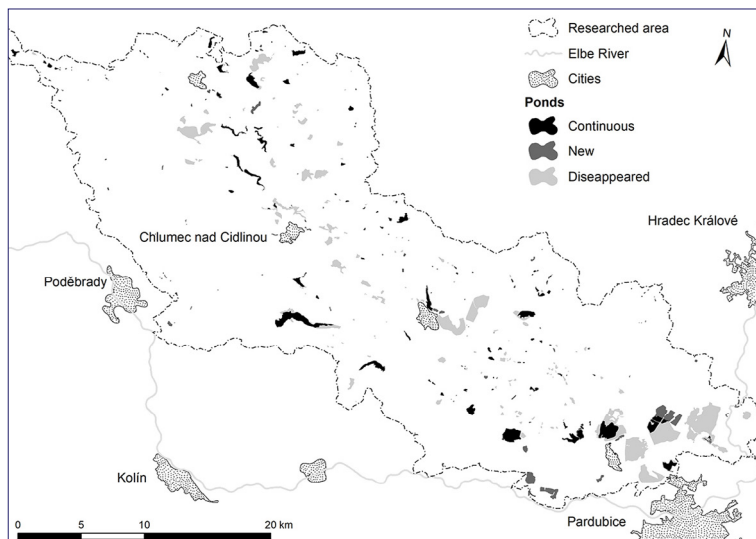 Researched area
N
Elbe River
Cities
Ponds
Continuous
New
Diseappeared
Hradec Králové
Chlumec nad Cidlinou
Poděbrady
Kolín
Pardubice
0 5 10 20 km